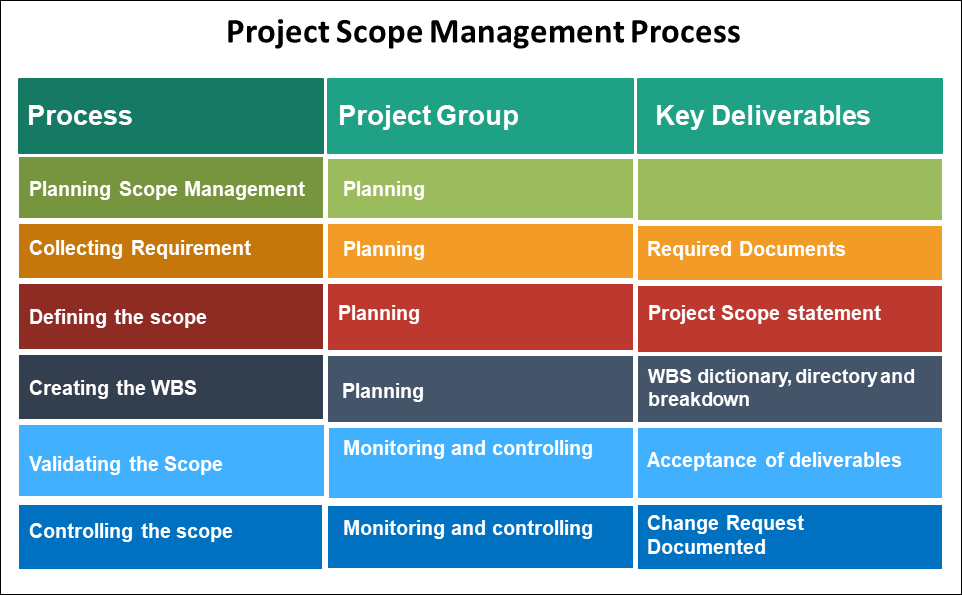 Project Scope Management Process
Process
Project Group
Key Deliverables
Planning Scope Management
Planning
Collecting Requirement
Planning
Required Documents
Defining the scope
Planning
Project Scope statement
Creating the WBS
Planning
WBS dictionary, directory and
breakdown
Validating the Scope
Monitoring and controlling
Acceptance of deliverables
Controlling the scope
Monitoring and controlling
Change Request
Documented